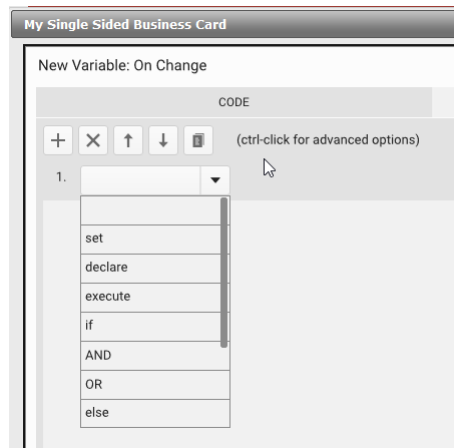 My Single Sided Business Card
New Variable: On Change
CODE
(ctrl-click for advanced options)
1.
set
declare
execute
if
AND
OR
else